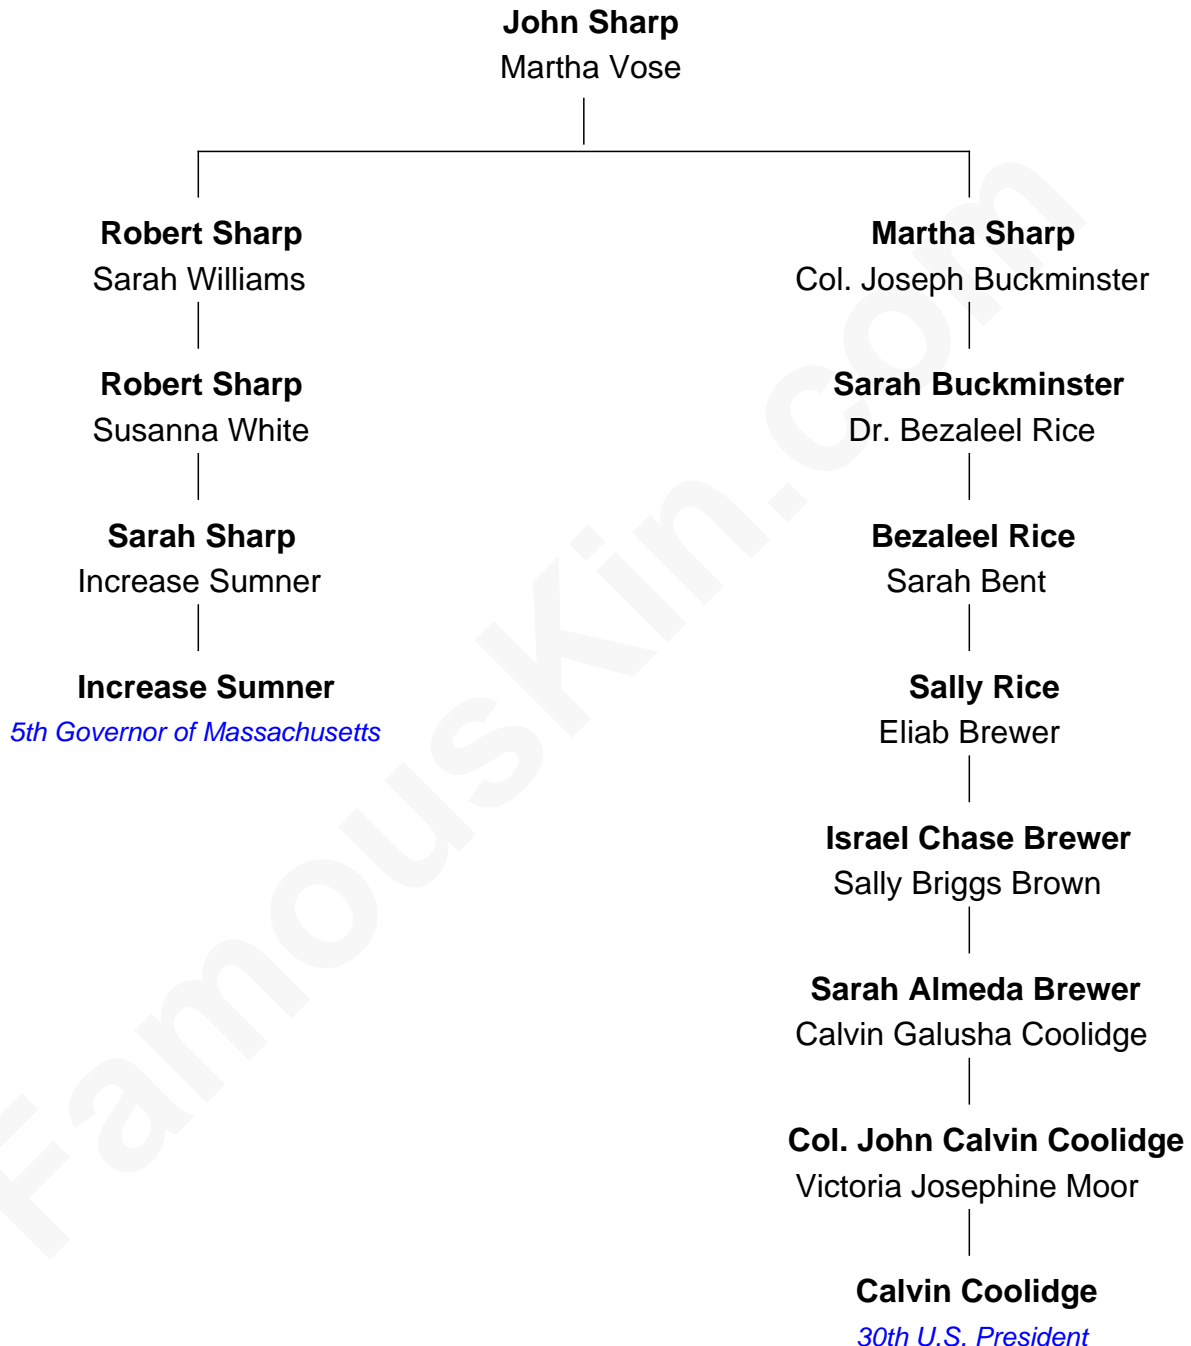 John Sharp
Martha Vose
Robert Sharp
Sarah Williams
Martha Sharp
Col. Joseph Buckminster
Robert Sharp
Susanna White
Sarah Buckminster
Dr. Bezaleel Rice
Sarah Sharp
Increase Sumner
Bezaleel Rice
Sarah Bent
Increase Sumner
5th Governor of Massachusetts
Sally Rice
Eliab Brewer
Israel Chase Brewer
Sally Briggs Brown
Sarah Almeda Brewer
Calvin Galusha Coolidge
Col. John Calvin Coolidge
Victoria Josephine Moor
Calvin Coolidge
30th U.S. President
FamousKin.com